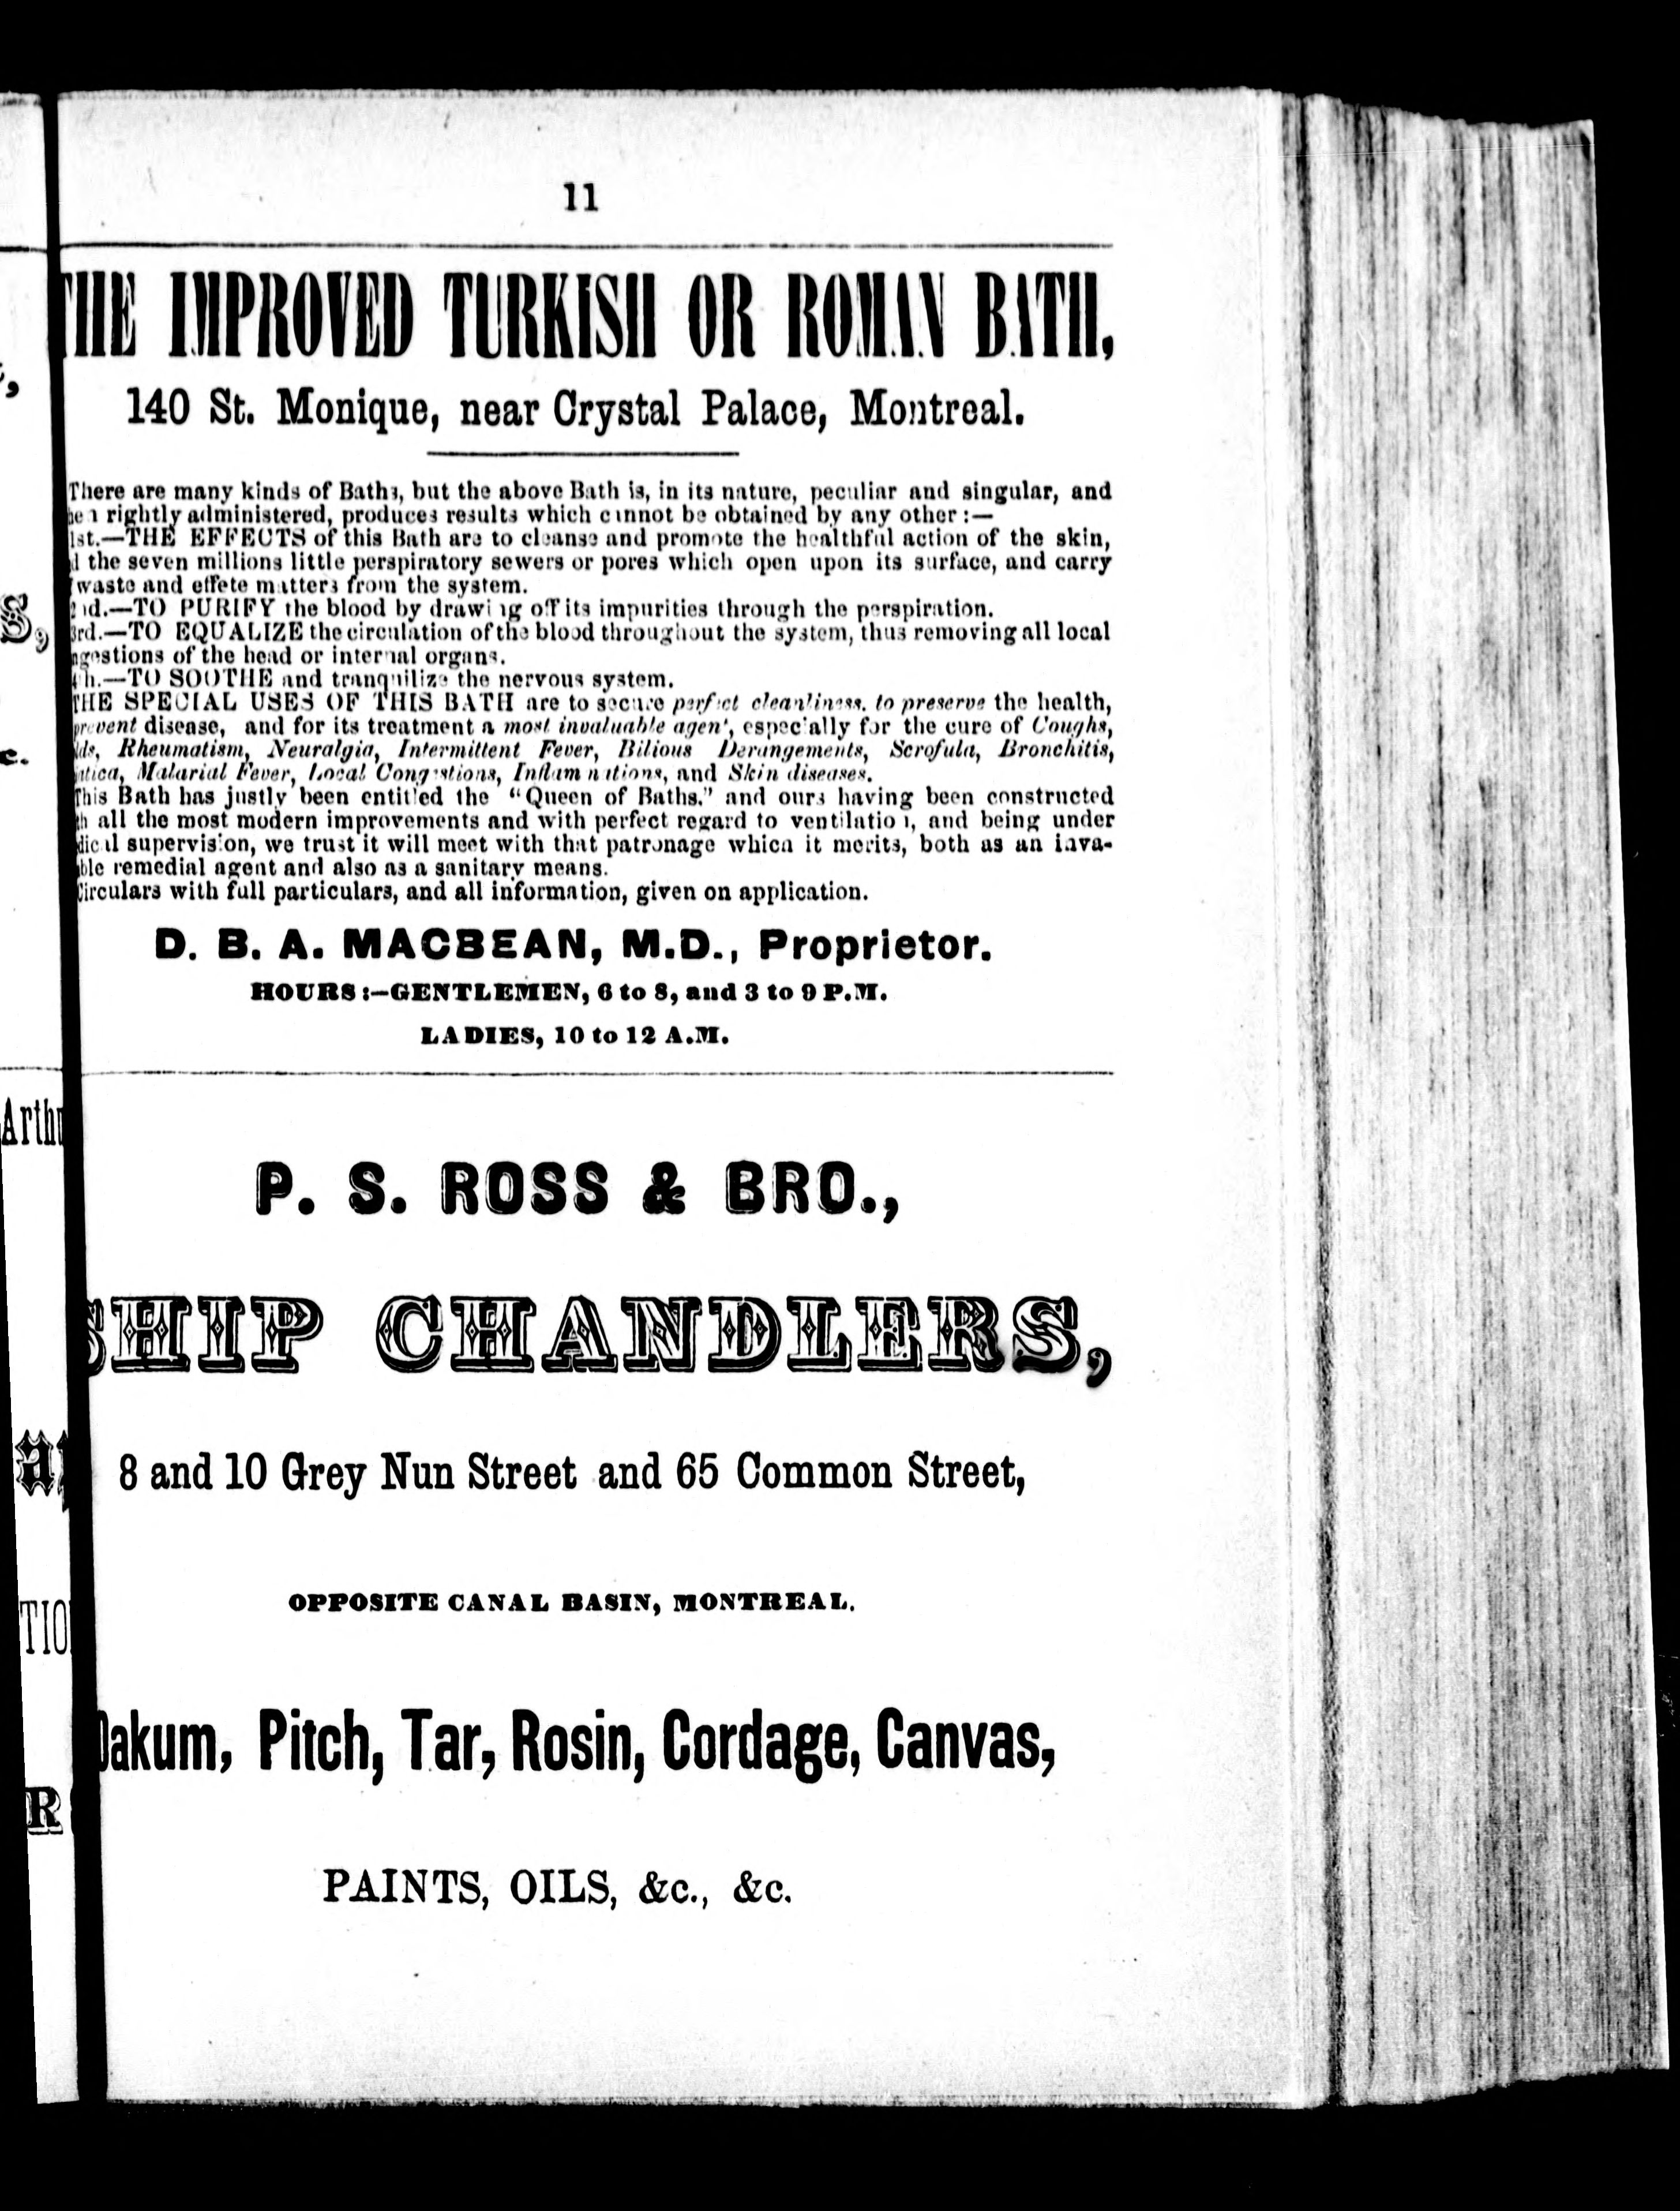 11
THE IMPROVED TURKISH OR ROMAN BATH,
140 St. Monique, near Crystal Palace, Montreal.
There are many kinds of Baths, but the above Bath is, in its nature, peculiar and singular, and
rightly administered, produces results which cannot be obtained by any other :—
1st.—THE EFFECTS of this Bath are to cleanse and promote the healthful action of the skin,
the seven millions little perspiratory sewers or pores which open upon its surface, and carry
waste and effete matters from the system.
2nd.—TO PURIFY the blood by drawing off its impurities through the perspiration.
3rd.—TO EQUALIZE the circulation of the blood throughout the system, thus removing all local
ngestions of the head or internal organs.
4th.—TO SOOTHE and tranquilize the nervous system.
THE SPECIAL USES OF THIS BATH are to secure perfect cleanliness, to preserve the health,
prevent disease, and for its treatment a most invaluable agent, especially for the cure of Coughs,
lds, Rheumatism, Neuralgia, Intermittent Fever, Bilious Derangements, Scrofula, Bronchitis,
iatica, Malarial Fever, Local Congestions, Inflammations, and Skin diseases.
This Bath has justly been entitled the "Queen of Baths," and ours having been constructed
th all the most modern improvements and with perfect regard to ventilation, and being under
dical supervision, we trust it will meet with that patronage which it merits, both as an inva-
able remedial agent and also as a sanitary means.
Circulars with full particulars, and all information, given on application.
D. B. A. MACBEAN, M.D., Proprietor.
HOURS :—GENTLEMEN, 6 to 8, and 3 to 9 P.M.
LADIES, 10 to 12 A.M.
P. S. ROSS & BRO.,
SHIP CHANDLERS,
8 and 10 Grey Nun Street and 65 Common Street,
OPPOSITE CANAL BASIN, MONTREAL.
Oakum, Pitch, Tar, Rosin, Cordage, Canvas,
PAINTS, OILS, &c., &c.